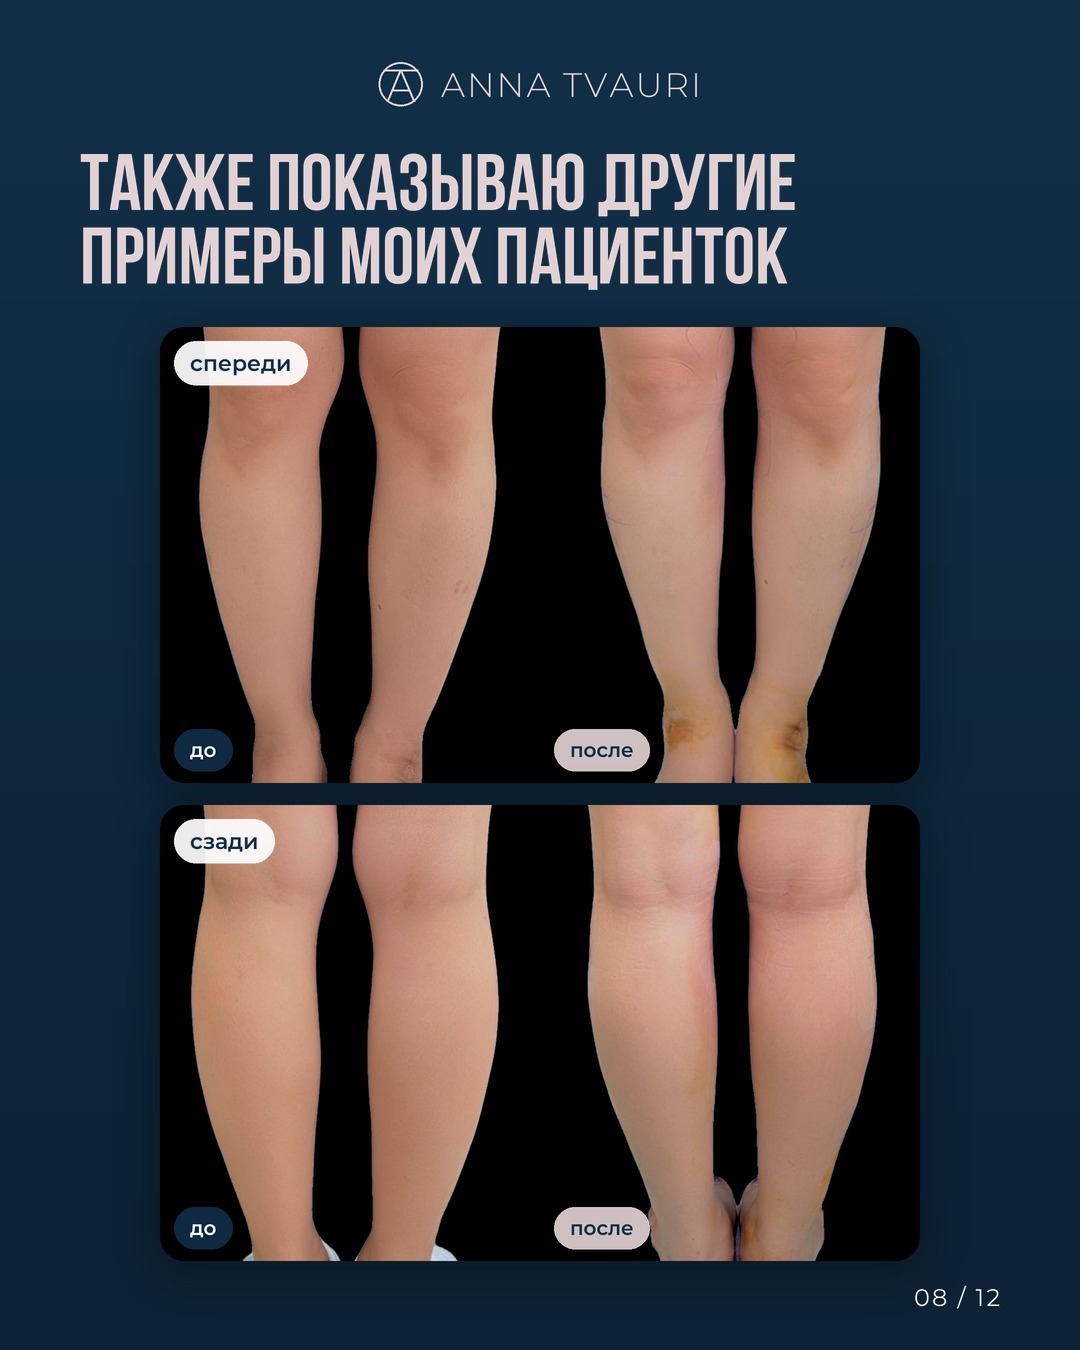 ANNA TVAURI
ТАКЖЕ ПОКАЗЫВАЮ ДРУГИЕ
ПРИМЕРЫ МОИХ ПАЦИЕНТОК
спереди
до
после
сзади
до
после
08 / 12